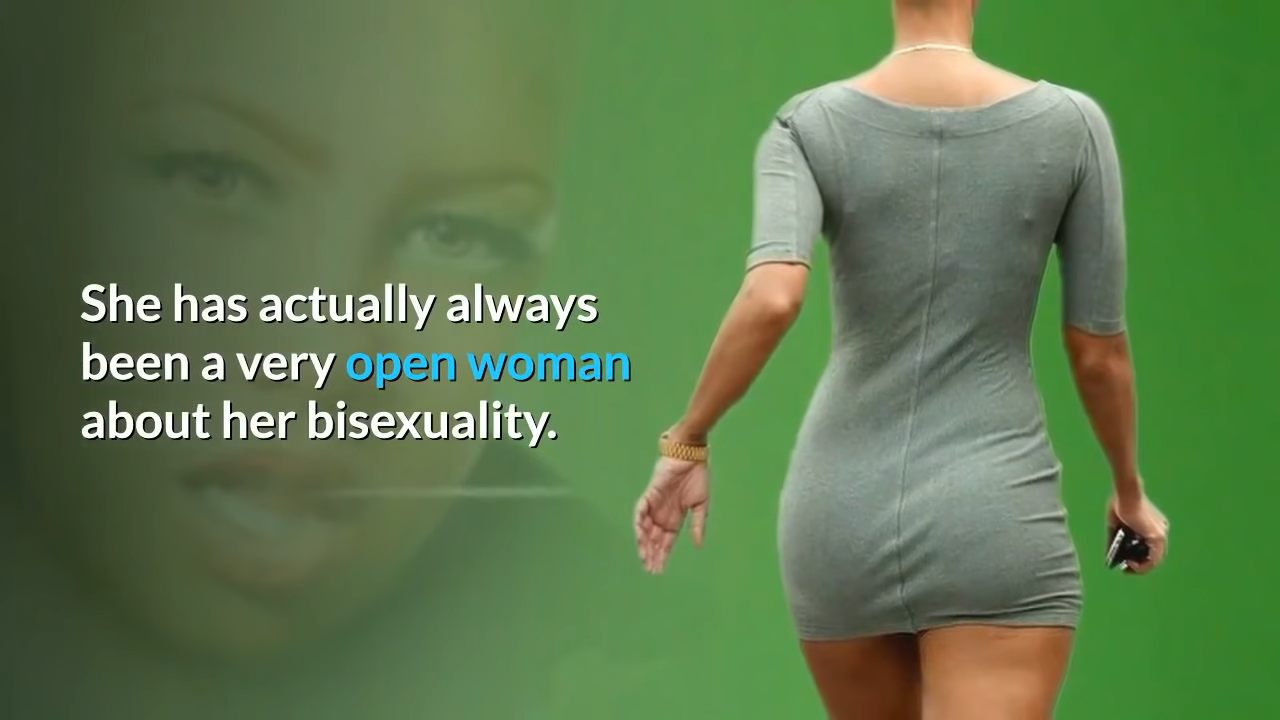 She has actually always
been a very open woman
about her bisexuality.